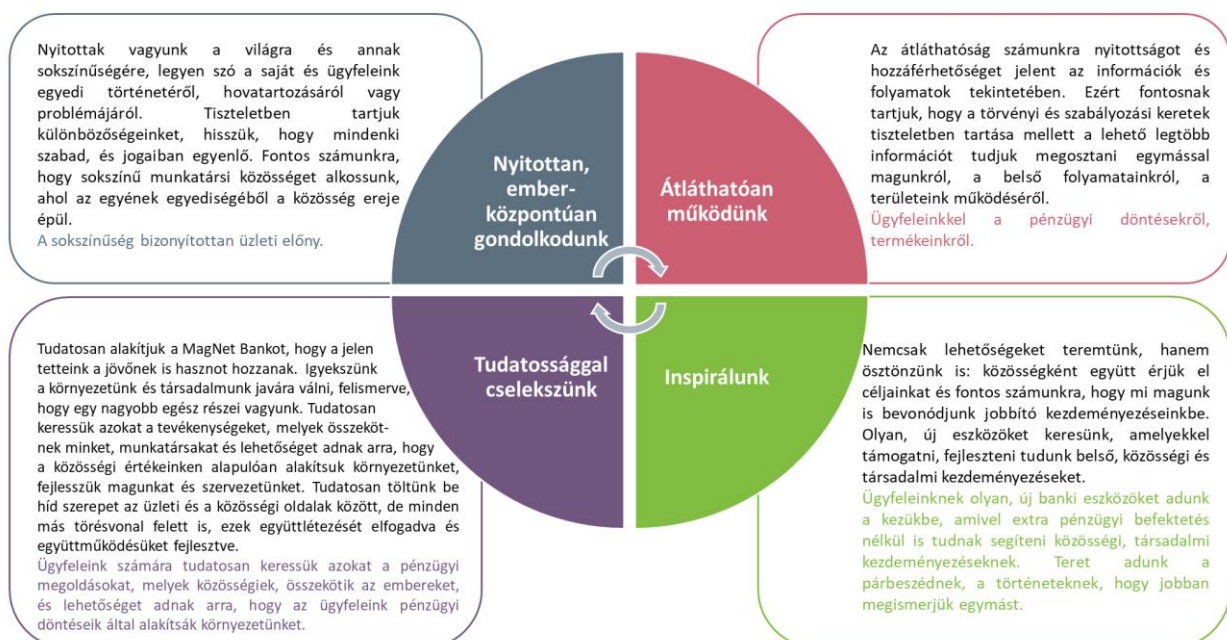 Nyitottak vagyunk a világra és annak
sokszínűségére, legyen szó a saját és ügyfeleink
egyedi történetéről, hovatartozásáról vagy
problémájáról. Tiszteletben tartjuk
különbözőségeinket, hisszük, hogy mindenki
szabad, és jogaiban egyenlő. Fontos számunkra,
hogy sokszínű munkatársi közösséget alkossunk,
ahol az egyének egyediségéből a közösség ereje
épül.
A sokszínűség bizonyítottan üzleti előny.
Nyitottan,
ember-
központúan
gondolkodunk
Átláthatóan
működünk
Az átláthatóság számunkra nyitottságot és
hozzáférhetőséget jelent az információk és
folyamatok tekintetében. Ezért fontosnak
tartjuk, hogy a törvényi és szabályozási keretek
tiszteletben tartása mellett a lehető legtöbb
információt tudjuk megosztani egymással
magunkról, a belső folyamatainkról, a
területeink működéséről.
Ügyfeleinkkel a pénzügyi döntésekről,
termékeinkről.
Tudatosan alakítjuk a MagNet Bankot, hogy a jelen
tetteink a jövőnek is hasznot hozzanak. Igyekszünk
a környezetünk és társadalmunk javára válni, felismerve,
hogy egy nagyobb egész részei vagyunk. Tudatosan
keressük azokat a tevékenységeket, melyek összeköt-
nek minket, munkatársakat és lehetőséget adnak arra, hogy
a közösségi értékeinken alapulóan alakítsuk környezetünket,
fejlesszük magunkat és szervezetünket. Tudatosan töltünk be
híd szerepet az üzleti és a közösségi oldalak között, de minden
más törésvonal felett is, ezek együttlétezését elfogadva és
együttműködésüket fejlesztve.
Ügyfeleink számára tudatosan keressük azokat a pénzügyi
megoldásokat, melyek közösségiek, összekötik az embereket,
és lehetőséget adnak arra, hogy az ügyfeleink pénzügyi
döntéseik által alakítsák környezetünket.
Tudatossággal
cselekszünk
Inspirálunk
Nemcsak lehetőségeket teremtünk, hanem
ösztönzünk is: közösségként együtt érjük el
céljainkat és fontos számunkra, hogy mi magunk
is bevonódjunk jobbító kezdeményezéseinkbe.
Olyan, új eszközöket keresünk, amelyekkel
támogatni, fejleszteni tudunk belső, közösségi és
társadalmi kezdeményezéseket.
Ügyfeleinknek olyan, új banki eszközöket adunk
a kezükbe, amivel extra pénzügyi befektetés
nélkül is tudnak segíteni közösségi, társadalmi
kezdeményezéseknek. Teret adunk a
párbeszédnek, a történeteknek, hogy jobban
megismerjük egymást.